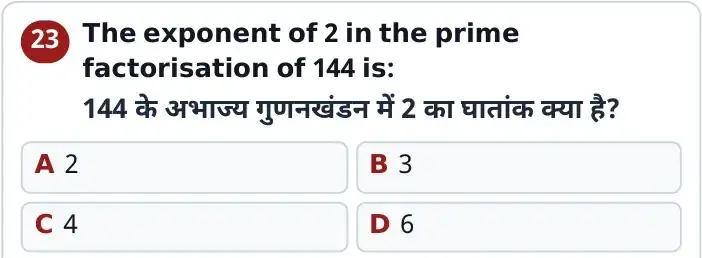 23 The exponent of 2 in the prime
factorisation of 144 is:
144 के अभाज्य गुणनखंडन में 2 का घातांक क्या है?
A 2
B 3
C 4
D 6